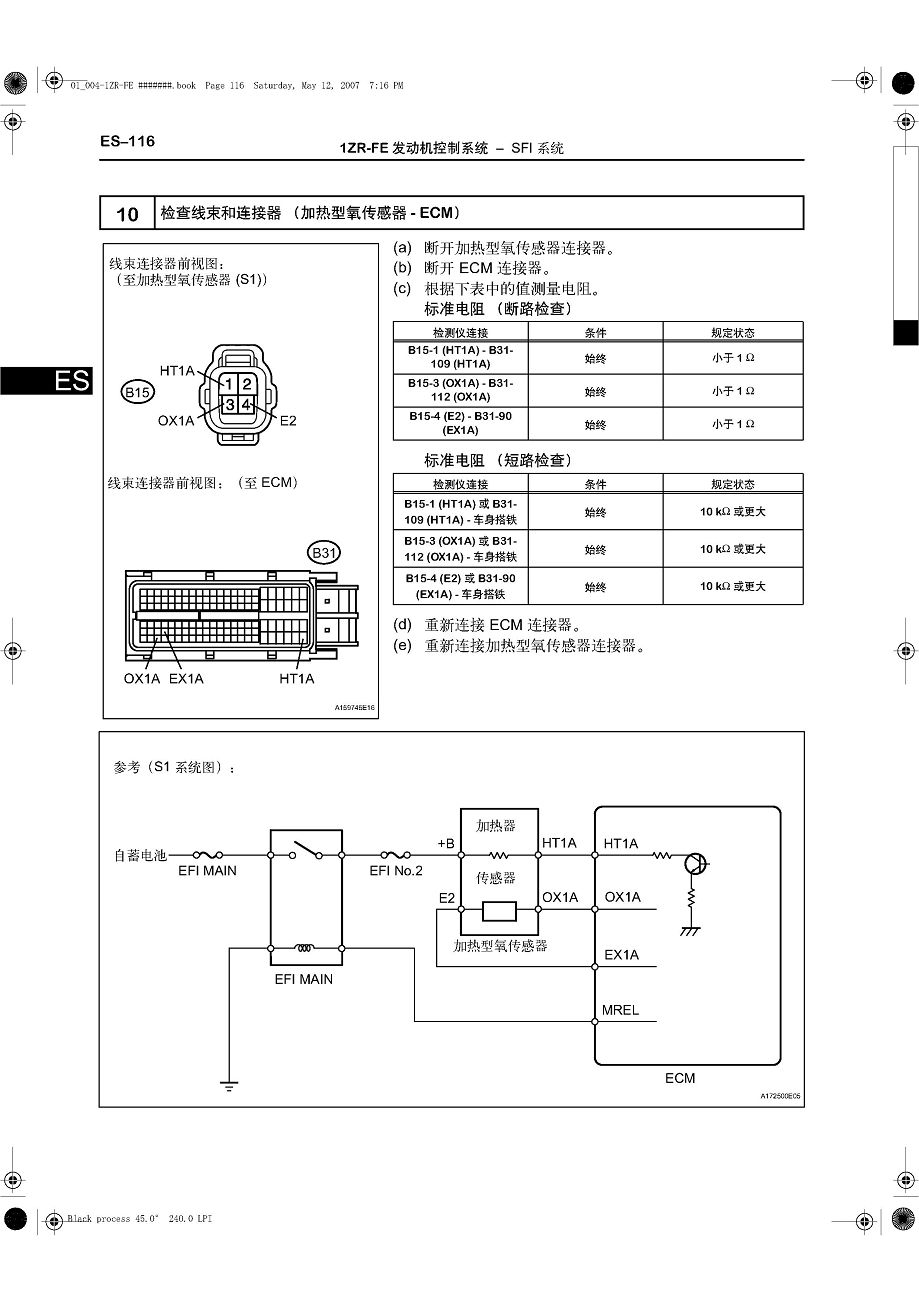 01_004-1ZR-FE #######.book Page 116 Saturday, May 12, 2007 7:16 PM
ES–116
1ZR-FE 发动机控制系统 – SFI 系统
10
检查线束和连接器 （加热型氧传感器 - ECM）
线束连接器前视图：
（至加热型氧传感器 (S1)）
HT1A
1 2
B15
3 4
OX1A
E2
线束连接器前视图：（至 ECM）
B31
OX1A EX1A HT1A
A159745E16
(a) 断开加热型氧传感器连接器。
(b) 断开 ECM 连接器。
(c) 根据下表中的值测量电阻。
标准电阻 （断路检查）
检测仪连接 条件 规定状态
B15-1 (HT1A) - B31-
109 (HT1A)
始终 小于 1 Ω
B15-3 (OX1A) - B31-
112 (OX1A)
始终 小于 1 Ω
B15-4 (E2) - B31-90
(EX1A)
始终 小于 1 Ω
标准电阻 （短路检查）
检测仪连接 条件 规定状态
B15-1 (HT1A) 或 B31-
109 (HT1A) - 车身搭铁
始终 10 kΩ 或更大
B15-3 (OX1A) 或 B31-
112 (OX1A) - 车身搭铁
始终 10 kΩ 或更大
B15-4 (E2) 或 B31-90
(EX1A) - 车身搭铁
始终 10 kΩ 或更大
(d) 重新连接 ECM 连接器。
(e) 重新连接加热型氧传感器连接器。
ES
参考（S1 系统图）：
加热器
+B HT1A HT1A
自蓄电池
EFI MAIN EFI No.2
传感器
E2 OX1A OX1A
加热型氧传感器
EX1A
EFI MAIN
MREL
ECM
A172500E05
Black process 45.0° 240.0 LPI